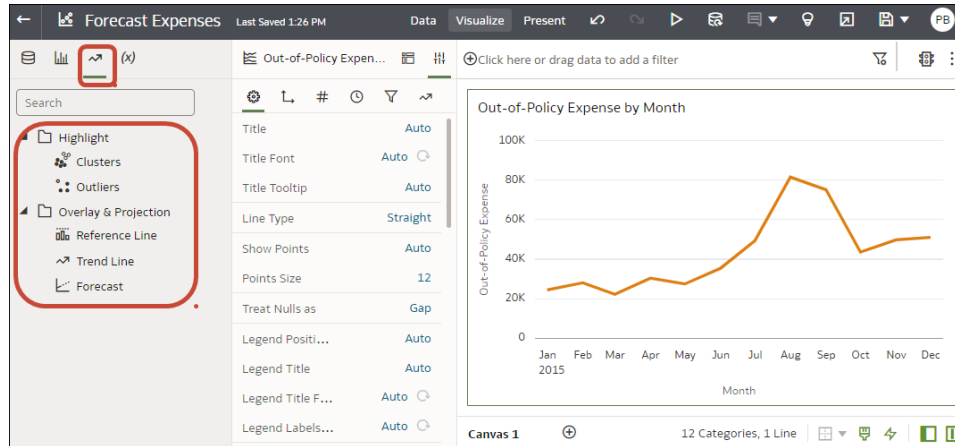 Forecast Expenses Last Saved 1:26 PM Data Visualize Present PB
(x) Out-of-Policy Expen... Click here or drag data to add a filter
Search
Highlight
Clusters
Outliers
Overlay & Projection
Reference Line
Trend Line
Forecast
#
Title Auto
Title Font Auto
Title Tooltip Auto
Line Type Straight
Show Points Auto
Points Size 12
Treat Nulls as Gap
Legend Positi... Auto
Legend Title Auto
Legend Title F... Auto
Legend Labels... Auto
Out-of-Policy Expense by Month
Out-of-Policy Expense
100K
80K
60K
40K
20K
0
Jan Feb Mar Apr May Jun Jul Aug Sep Oct Nov Dec
2015
Month
Canvas 1 12 Categories, 1 Line